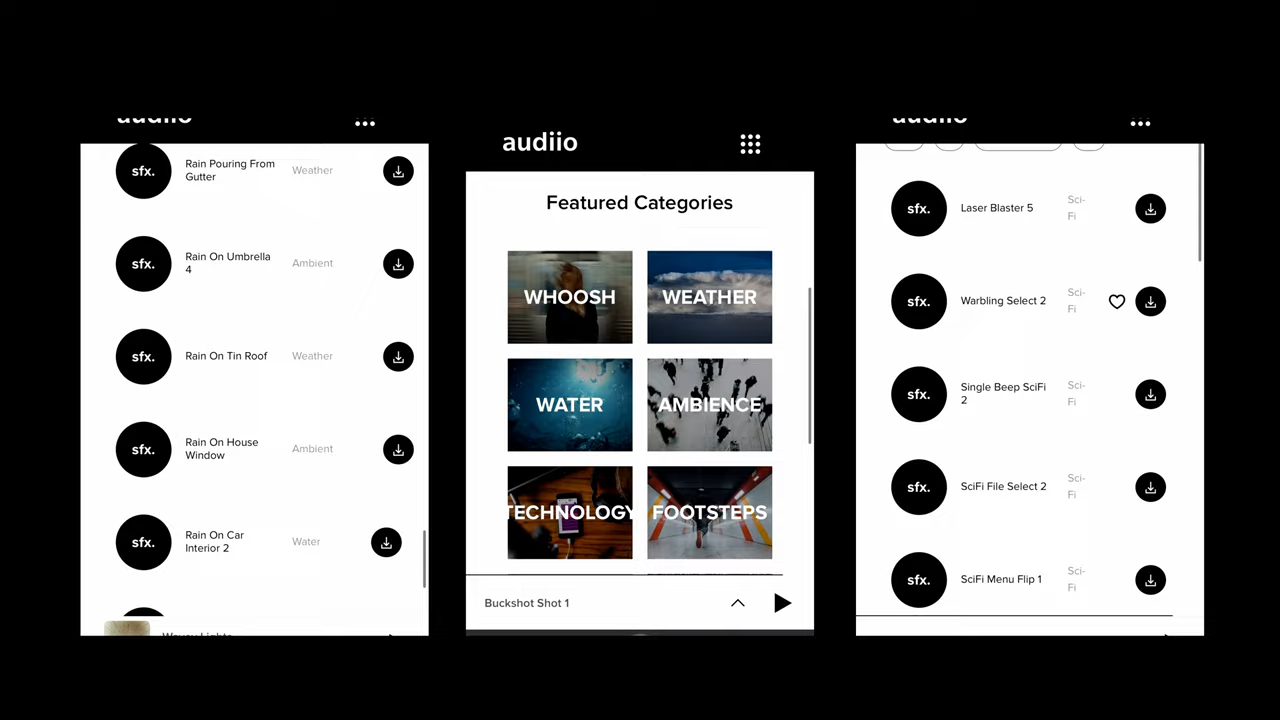 audiio
sfx.
Rain Pouring From
Gutter
Weather
sfx.
Rain On Umbrella
4
Ambient
sfx.
Rain On Tin Roof
Weather
sfx.
Rain On House
Window
Ambient
sfx.
Rain On Car
Interior 2
Water
audiio
Featured Categories
WHOOSH
WEATHER
WATER
AMBIENCE
TECHNOLOGY
FOOTSTEPS
Buckshot Shot 1
audiio
sfx.
Laser Blaster 5
Sci-
Fi
sfx.
Warbling Select 2
Sci-
Fi
sfx.
Single Beep SciFi
2
Sci-
Fi
sfx.
SciFi File Select 2
Sci-
Fi
sfx.
SciFi Menu Flip 1
Sci-
Fi